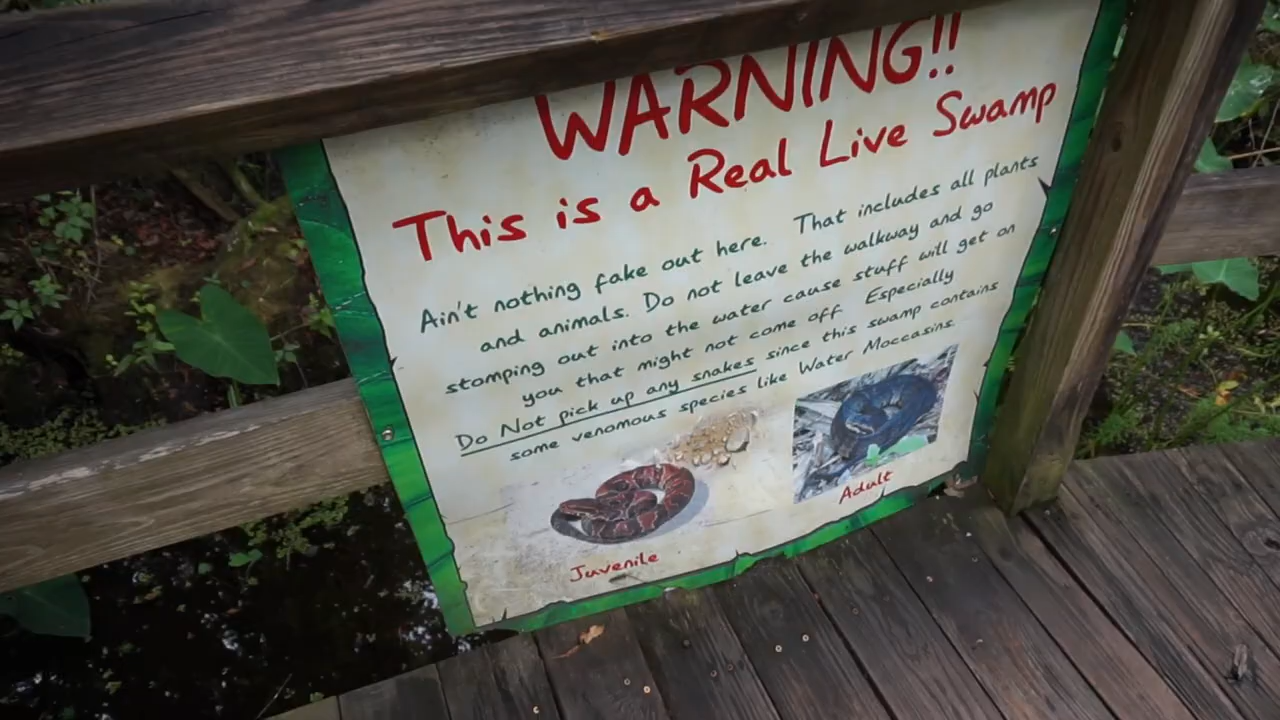 WARNING!!
This is a Real Live Swamp
Ain't nothing fake out here. That includes all plants
and animals. Do not leave the walkway and go
stomping out into the water cause stuff will get on
you that might not come off. Especially
Do Not pick up any snakes since this swamp contains
some venomous species like Water Moccasins.
Juvenile
Adult